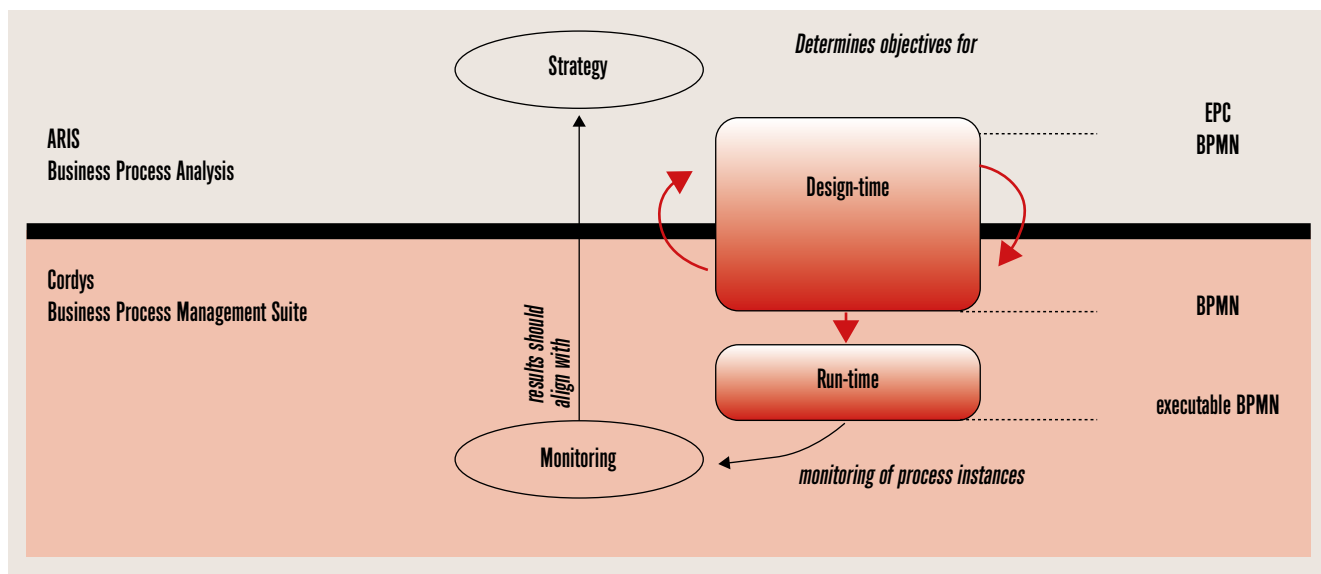 Determines objectives for
Strategy
EPC
BPMN
ARIS
Business Process Analysis
Design-time
Cordys
Business Process Management Suite
BPMN
results should
align with
Run-time
executable BPMN
Monitoring
monitoring of process instances